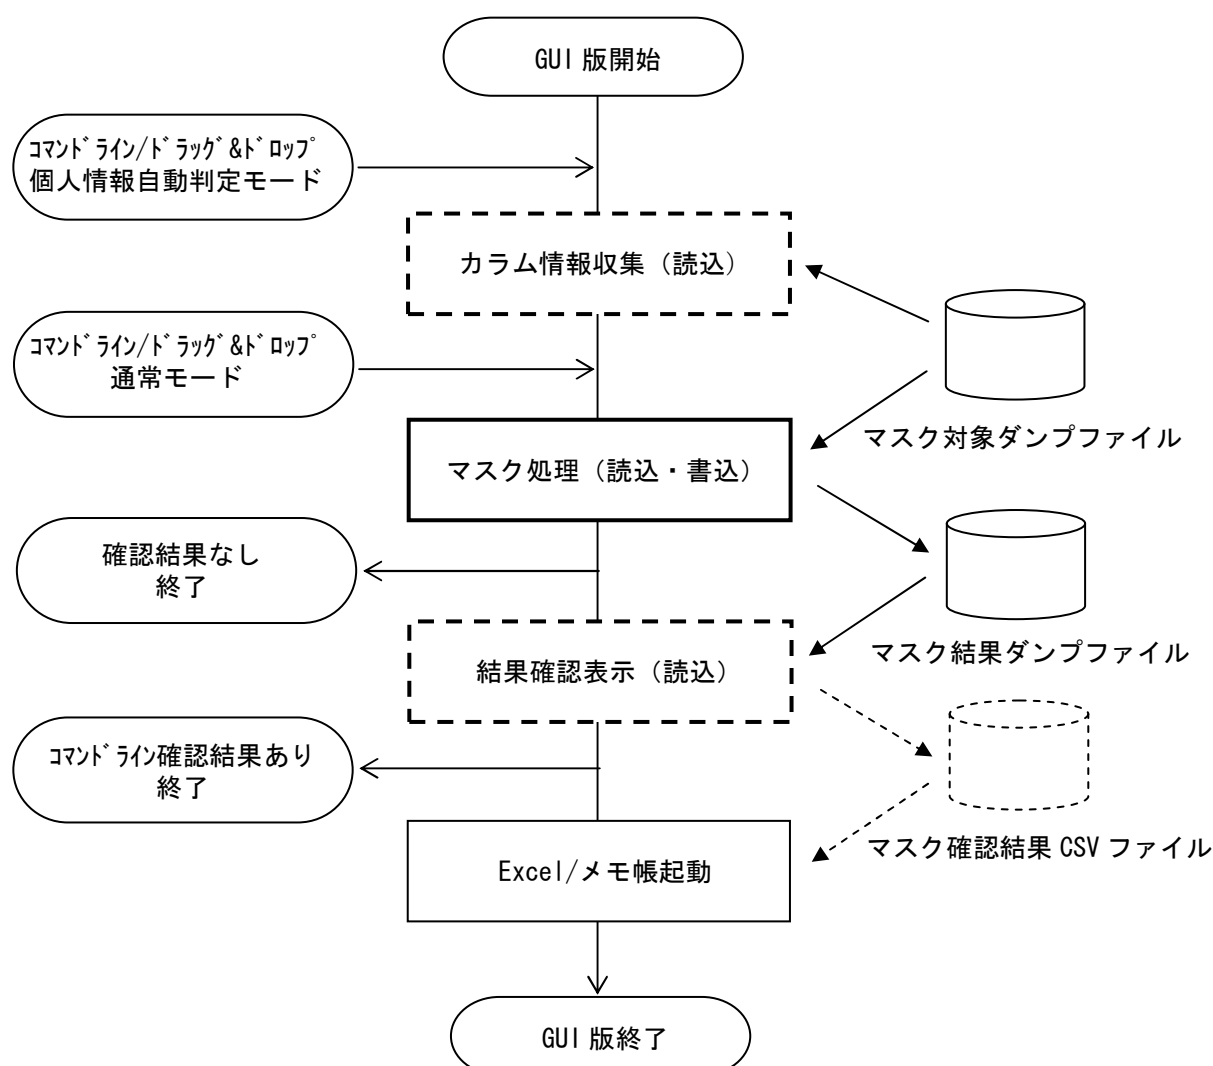 GUI 版開始
ｺﾏﾝﾄﾞﾗｲﾝ/ﾄﾞﾗｯｸﾞ&ﾄﾞﾛｯﾌﾟ
個人情報自動判定モード
カラム情報収集（読込）
ｺﾏﾝﾄﾞﾗｲﾝ/ﾄﾞﾗｯｸﾞ&ﾄﾞﾛｯﾌﾟ
通常モード
マスク対象ダンプファイル
マスク処理（読込・書込）
確認結果なし
終了
マスク結果ダンプファイル
結果確認表示（読込）
ｺﾏﾝﾄﾞﾗｲﾝ確認結果あり
終了
マスク確認結果 CSV ファイル
Excel/メモ帳起動
GUI 版終了